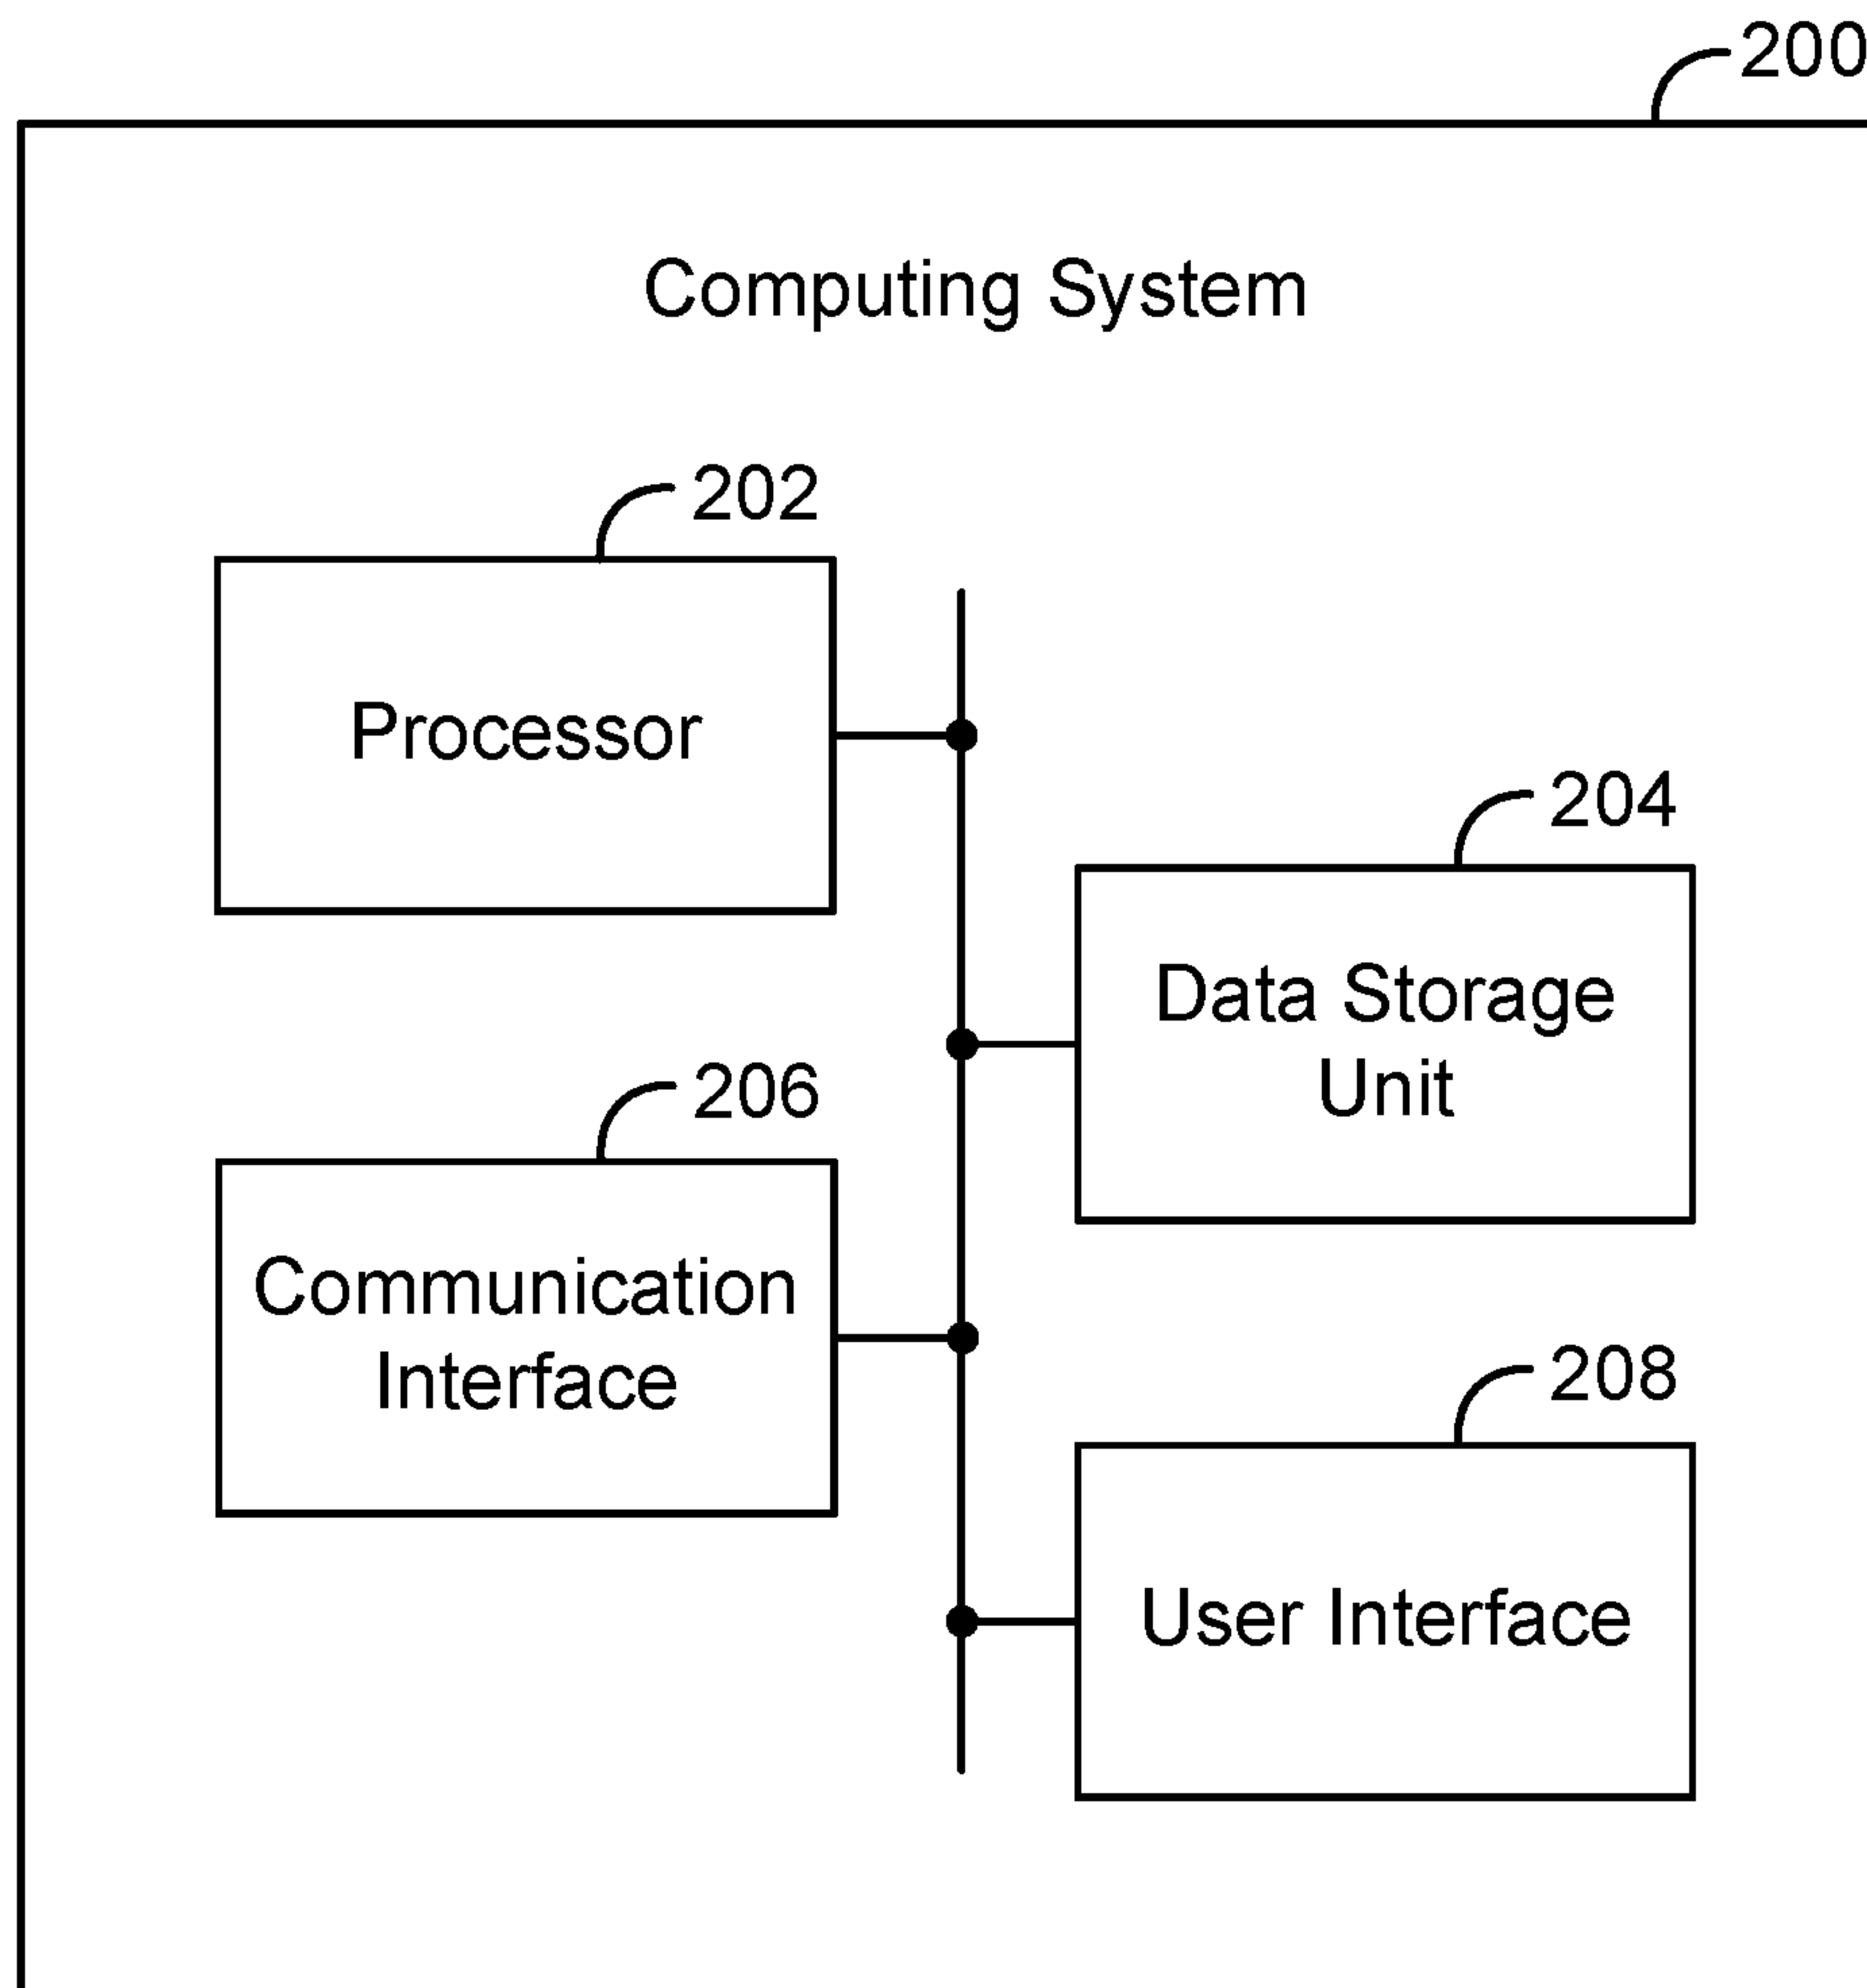 200
Computing System
202
Processor
204
Data Storage
Unit
206
Communication
Interface
208
User Interface